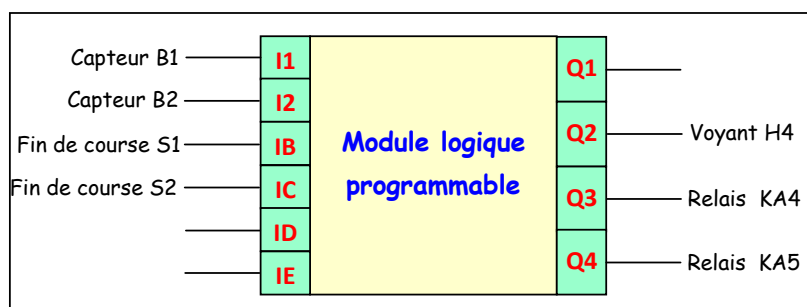 Capteur B1
I1
Capteur B2
I2
Fin de course S1
IB
Fin de course S2
IC
ID
IE
Module logique
programmable
Q1
Q2
Voyant H4
Q3
Relais KA4
Q4
Relais KA5